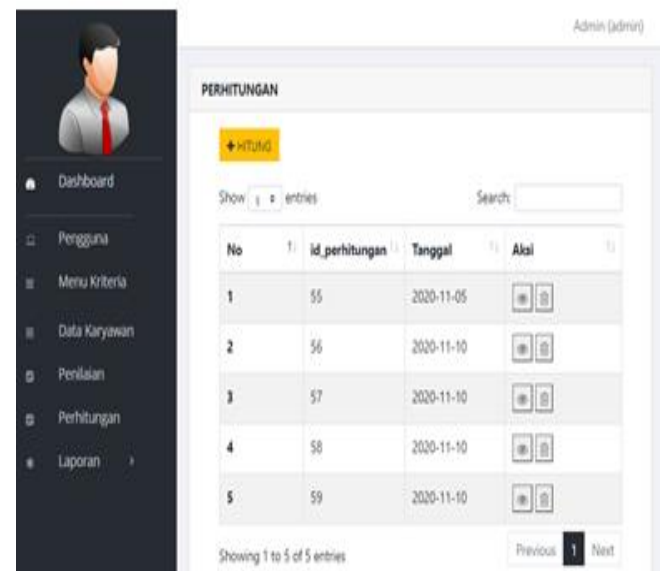 Admin (admin)
Dashboard
Pengguna
Menu Kriteria
Data Karyawan
Penilaian
Perhitungan
Laporan
PERHITUNGAN
+HITUNG
Show entries
Search:
No id_perhitungan Tanggal Aksi
1 55 2020-11-05
2 56 2020-11-10
3 57 2020-11-10
4 58 2020-11-10
5 59 2020-11-10
Showing 1 to 5 of 5 entries
Previous 1 Next